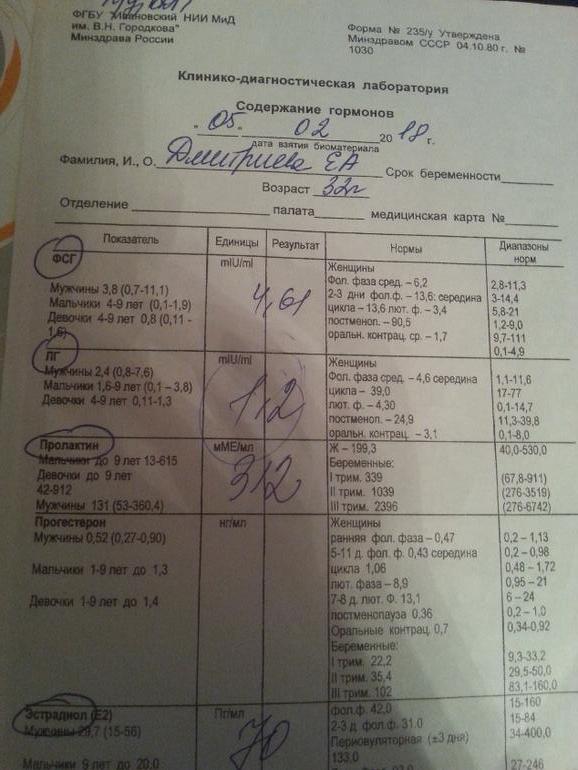 ФГБУ "Ивановский НИИ МиД
им. В.Н. Городкова"
Минздрава России
Форма № 235/у Утверждена
Минздравом СССР 04.10.80 г. №
1030
Клинико-диагностическая лаборатория
Содержание гормонов
" 05 " 02 2018 г.
дата взятия биоматериала
Фамилия, И., О. Дмитриева ЕА Срок беременности
Возраст 32г
Отделение палата медицинская карта №
Показатель Единицы Результат Нормы Диапазоны норм
ФСГ mIU/ml 4,61 Женщины
Фол. фаза сред. – 6,2 2,8-11,3
Мужчины 3,8 (0,7-11,1) 2-3 дни фол.ф. – 13,6: середина 3-14,4
Мальчики 4-9 лет (0,1-1,9) цикла – 13,6 лют. ф. – 3,4 5,8-21
Девочки 4-9 лет 0,8 (0,11 - постменоп. – 90,5 1,2-9,0
1,6) оральн. контрац. ср. – 1,7 9,7-111
0,1-4,9
ЛГ mIU/ml 1,2 Женщины
Мужчины 2,4 (0,8-7,6) Фол. фаза сред. – 4,6 середина 1,1-11,6
Мальчики 1,6-9 лет (0,1 – 3,8) цикла – 39,0 17-77
Девочки 4-9 лет 0,11-1,3 лют. ф. – 4,30 0,1-14,7
постменоп. – 24,9 11,3-39,8
оральн. контрац. – 3,1 0,1-8,0
Пролактин мМЕ/мл 312 Ж – 199,3 40,0-530,0
Мальчики до 9 лет 13-615 Беременные:
Девочки до 9 лет I трим. 339 (67,8-911)
42-912 II трим. 1039 (276-3519)
Мужчины 131 (53-360,4) III трим. 2396 (276-6742)
Прогестерон нг/мл Женщины
Мужчины 0,52 (0,27-0,90) ранняя фол. фаза – 0,47 0,2 – 1,13
5-11 д. фол. ф. 0,43 середина 0,2 – 0,98
Мальчики 1-9 лет до 1,3 цикла 1,06 0,48 – 1,72
лют. фаза – 8,9 0,95 – 21
Девочки 1-9 лет до 1,4 7-8 д. лют. Ф. 13,1 6 – 24
постменопауза 0,36 0,2 – 1,0
Оральные контрац. 0,7 0,34-0,92
Беременные:
I трим. 22,2 9,3-33,2
II трим. 35,4 29,5-50,0
III трим. 102 83,1-160,0
Эстрадиол (Е2) Пг/мл 70 фол.ф. 42,0 15-160
Мужчины 29,7 (15-56) 2-3 д. фол.ф. 31.0 15-84
Периовуляторная (±3 дня) 34-400,0
133,0
Мальчики 9 лет до 20,0 27-246